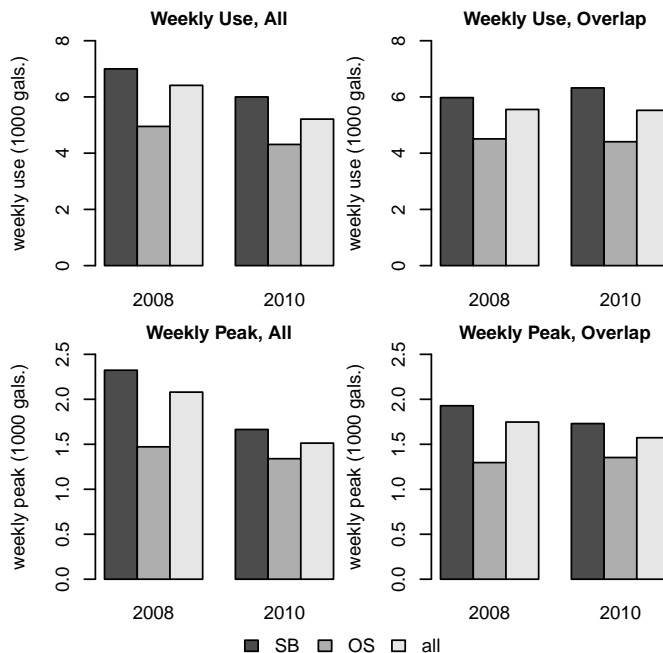 Weekly Use, All
weekly use (1000 gals.)
8
6
4
2
0
2008 2010
Weekly Use, Overlap
weekly use (1000 gals.)
8
6
4
2
0
2008 2010
Weekly Peak, All
weekly peak (1000 gals.)
2.5
2.0
1.5
1.0
0.5
0.0
2008 2010
Weekly Peak, Overlap
weekly peak (1000 gals.)
2.5
2.0
1.5
1.0
0.5
0.0
2008 2010
SB OS all